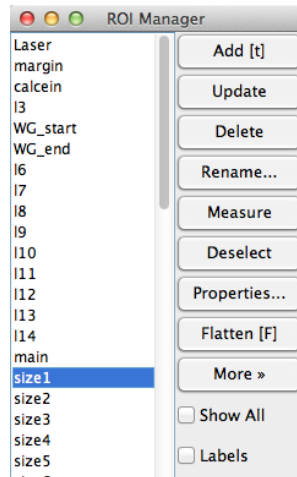 ROI Manager
Laser
margin
calcein
l3
WG_start
WG_end
l6
l7
l8
l9
l10
l11
l12
l13
l14
main
size1
size2
size3
size4
size5
Add [t]
Update
Delete
Rename...
Measure
Deselect
Properties...
Flatten [F]
More »
Show All
Labels